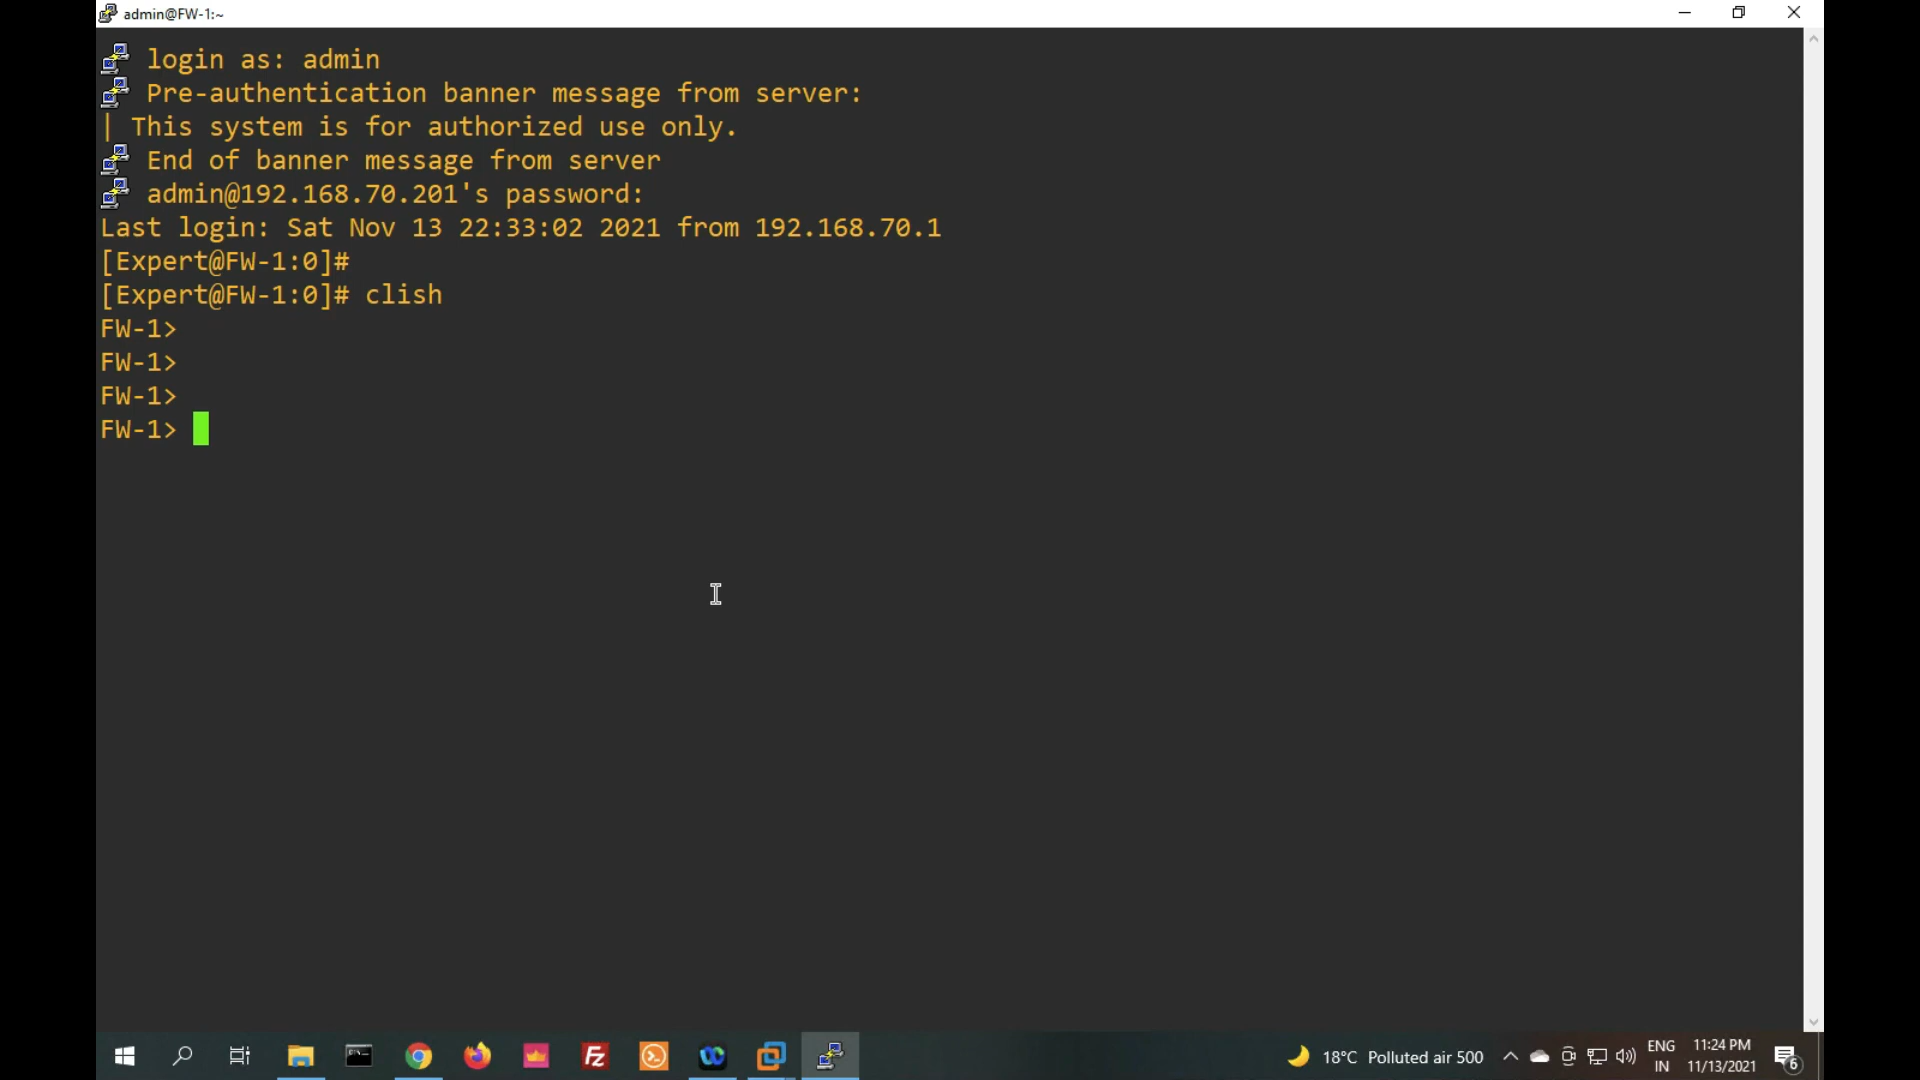 admin@FW-1:~
login as: admin
Pre-authentication banner message from server:
| This system is for authorized use only.
End of banner message from server
admin@192.168.70.201's password:
Last login: Sat Nov 13 22:33:02 2021 from 192.168.70.1
[Expert@FW-1:0]#
[Expert@FW-1:0]# clish
FW-1>
FW-1>
FW-1>
FW-1>
18°C Polluted air 500
ENG
IN
11:24 PM
11/13/2021
6